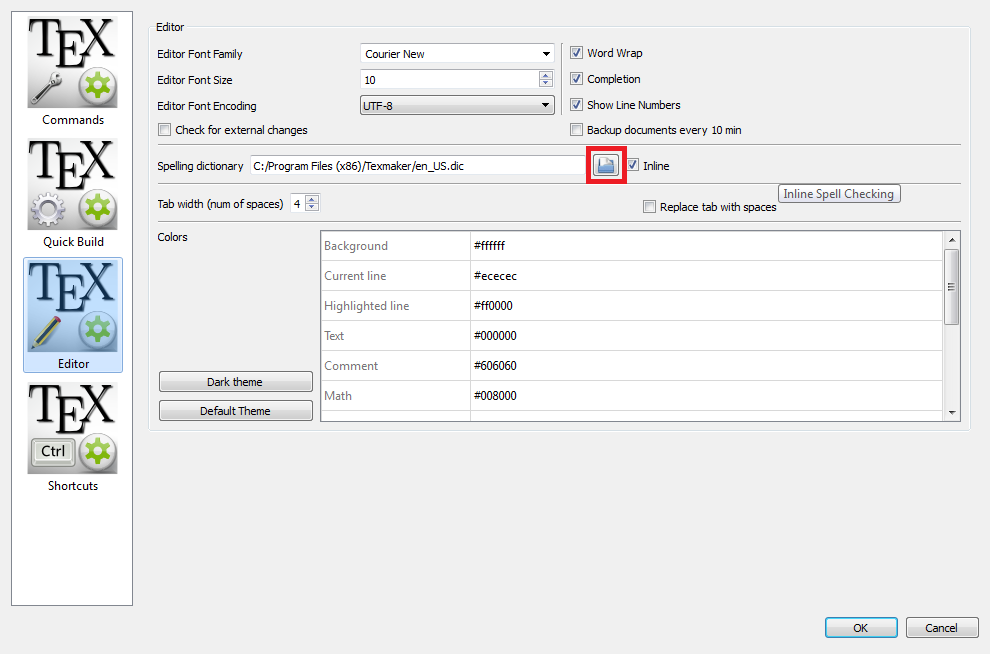 TEX
Commands
TEX
Quick Build
TEX
Editor
TEX
Ctrl
Shortcuts
Editor
Editor Font Family Courier New Word Wrap
Editor Font Size 10 Completion
Editor Font Encoding UTF-8 Show Line Numbers
Check for external changes Backup documents every 10 min
Spelling dictionary C:/Program Files (x86)/Texmaker/en_US.dic Inline
Inline Spell Checking
Tab width (num of spaces) 4 Replace tab with spaces
Colors
Background #ffffff
Current line #ececec
Highlighted line #ff0000
Text #000000
Comment #606060
Math #008000
Dark theme
Default Theme
OK Cancel